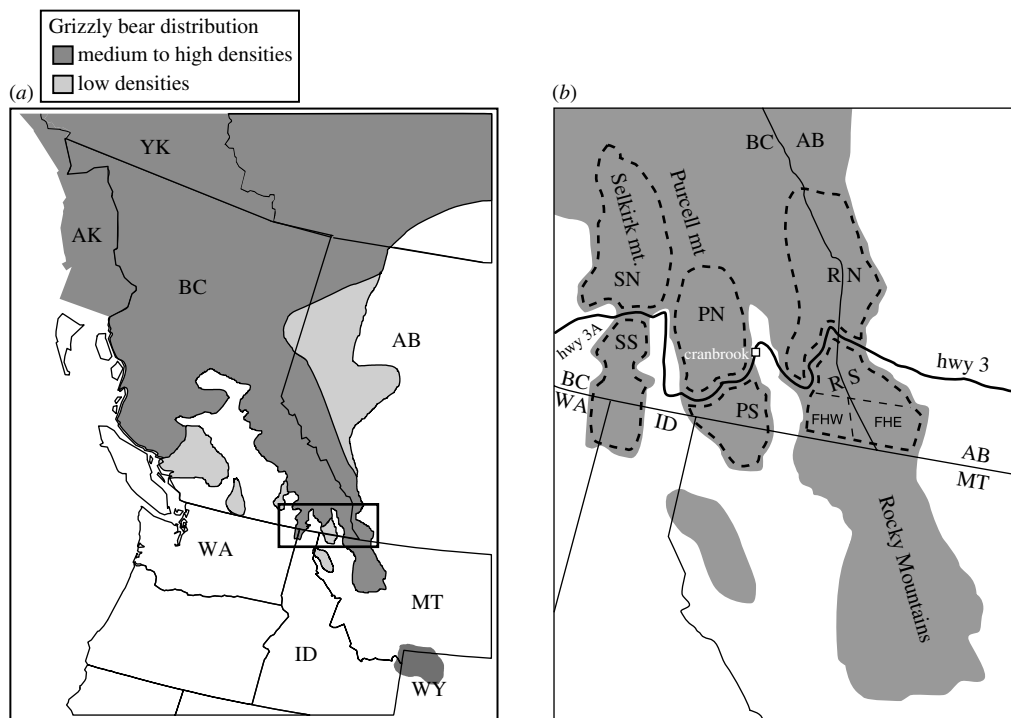 Grizzly bear distribution
medium to high densities
low densities
(a)
YK
AK
BC
AB
WA
MT
ID
WY
(b)
BC
AB
Selkirk mt.
Purcell mt
SN
R N
PN
hwy 3A
SS
cranbrook
hwy 3
R S
BC
WA
ID
PS
FHW
FHE
AB
MT
Rocky Mountains